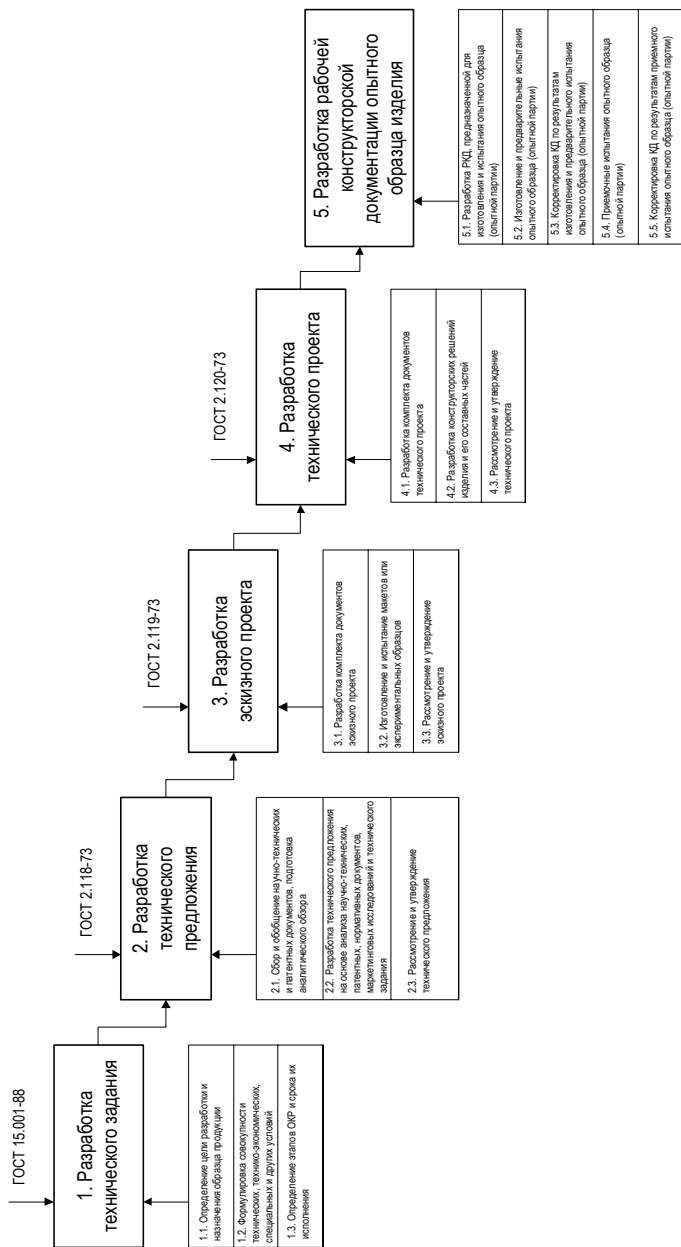 ГОСТ 15.001-88
1. Разработка
технического задания
1.1. Определение цели разработки и
назначения образца продукции
1.2. Формулировка совокупности
технических, технико-экономических,
специальных и других условий
1.3. Определение этапов ОКР и срока их
исполнения
ГОСТ 2.118-73
2. Разработка
технического
предложения
2.1. Сбор и обобщение научно-технических
и патентных документов, подготовка
аналитического обзора
2.2. Разработка технического предложения
на основе анализа научно-технических,
патентных, нормативных документов,
маркетинговых исследований и технического
задания
2.3. Рассмотрение и утверждение
технического предложения
ГОСТ 2.119-73
3. Разработка
эскизного проекта
3.1. Разработка комплекта документов
эскизного проекта
3.2. Изготовление и испытание макетов или
экспериментальных образцов
3.3. Рассмотрение и утверждение
эскизного проекта
ГОСТ 2.120-73
4. Разработка
технического проекта
4.1. Разработка комплекта документов
технического проекта
4.2. Разработка конструкторских решений
изделия и его составных частей
4.3. Рассмотрение и утверждение
технического проекта
5. Разработка рабочей
конструкторской
документации опытного
образца изделия
5.1. Разработка РКД, предназначенной для
изготовления и испытания опытного образца
(опытной партии)
5.2. Изготовление и предварительные испытания
опытного образца (опытной партии)
5.3. Корректировка КД по результатам
изготовления и предварительного испытания
опытного образца (опытной партии)
5.4. Приемочные испытания опытного образца
(опытной партии)
5.5. Корректировка КД по результатам приемного
испытания опытного образца (опытной партии)